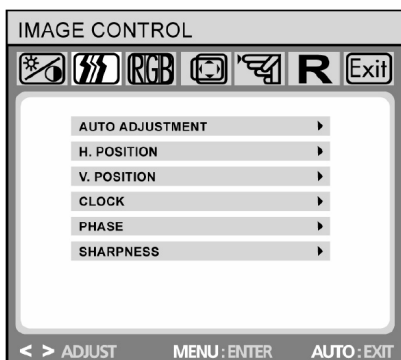 IMAGE CONTROL
RGB R Exit
AUTO ADJUSTMENT
H. POSITION
V. POSITION
CLOCK
PHASE
SHARPNESS
< > ADJUST MENU : ENTER AUTO : EXIT